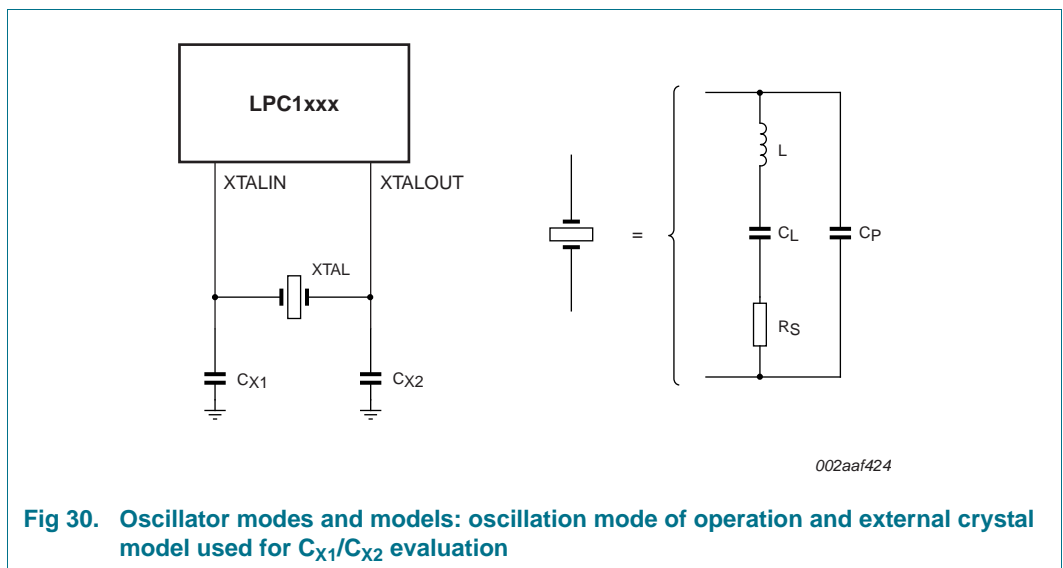 LPC1xxx
XTALIN
XTALOUT
XTAL
CX1
CX2
=
L
CL
CP
RS
002aaf424
Fig 30. Oscillator modes and models: oscillation mode of operation and external crystal
model used for CX1/CX2 evaluation